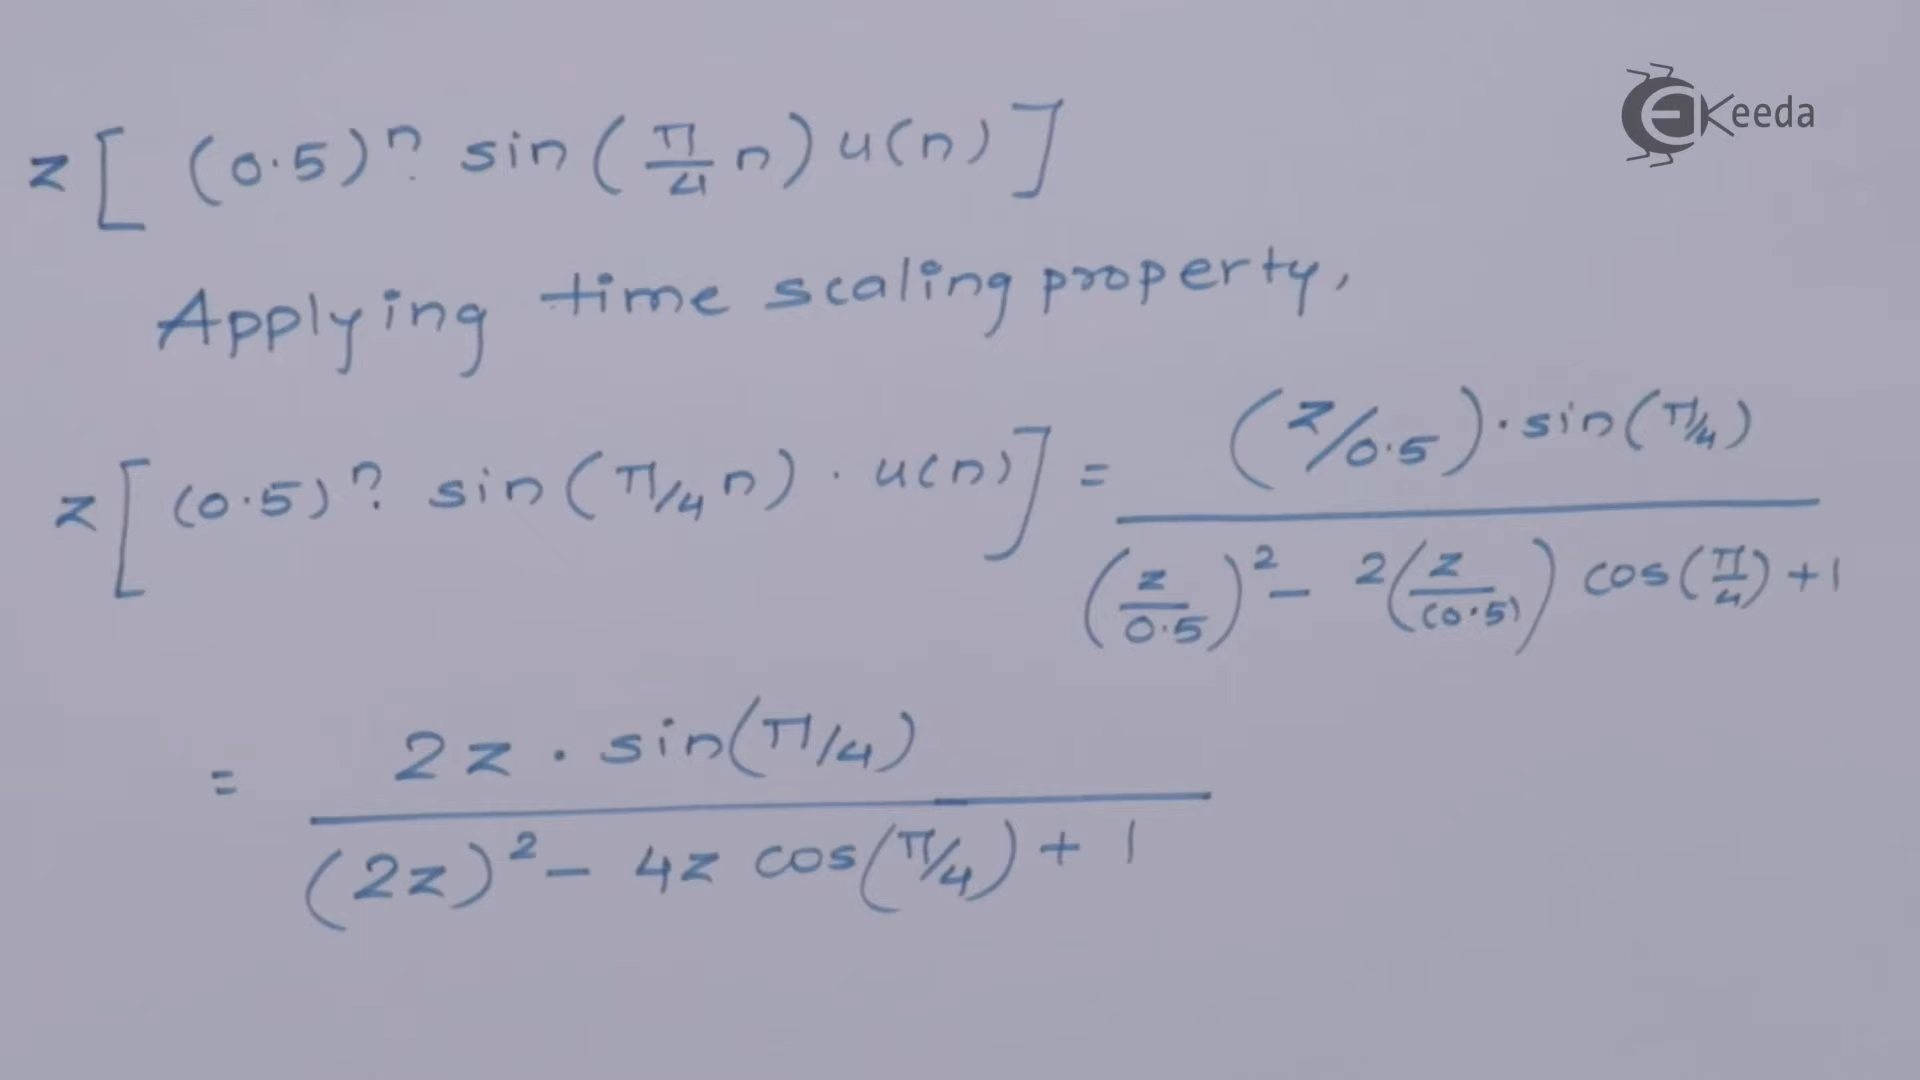 EKeeda
z[ (0.5)ⁿ. sin(π/4 n) u(n) ]
Applying time scaling property,
z[ (0.5)ⁿ. sin(π/4 n) . u(n) ] = (z/0.5) . sin(π/4) / (z/0.5)² - 2(z/(0.5)) cos(π/4) + 1
= 2z . sin(π/4) / (2z)² - 4z cos(π/4) + 1